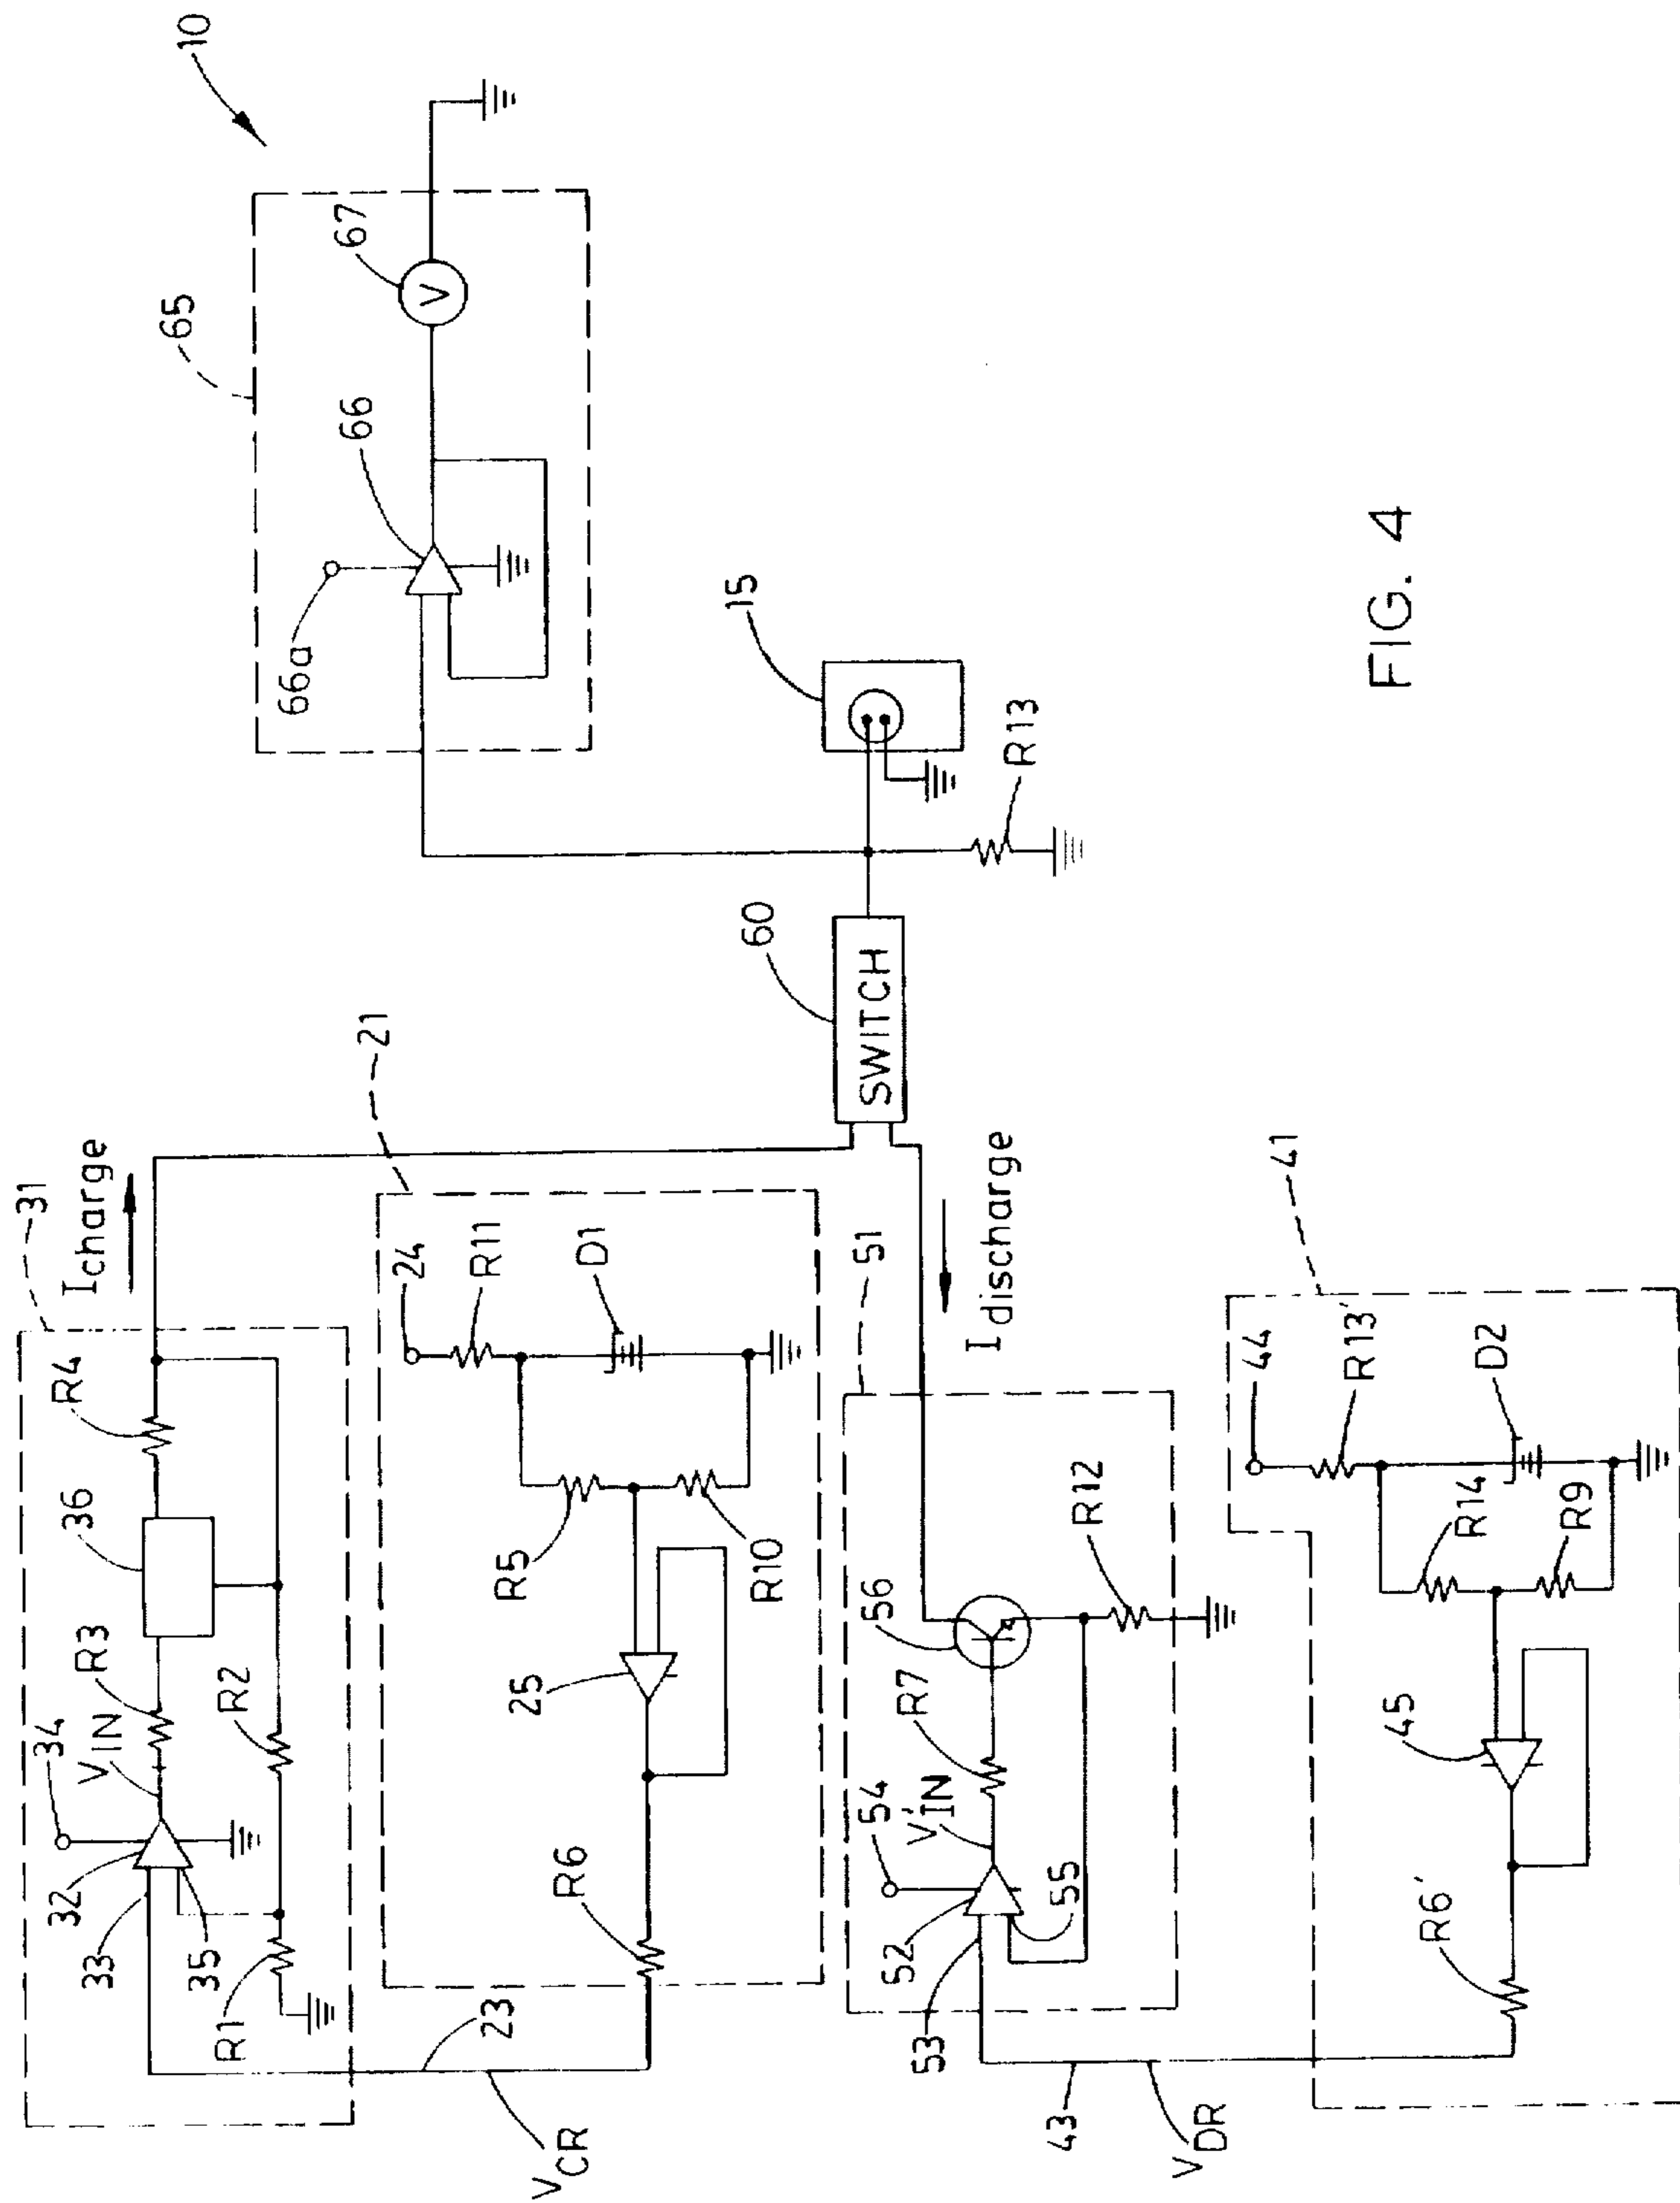 10
65
67
V
66
66a
15
R13
60
SWITCH
31
Icharge
R4
36
R3
VIN
34
32
33
35
R2
R1
23
VCR
21
24
R11
D1
R5
R10
25
R6
Idischarge
51
56
R12
R7
V'IN
54
52
53
55
43
VDR
41
44
R13'
D2
R14
R9
45
R6'
FIG. 4